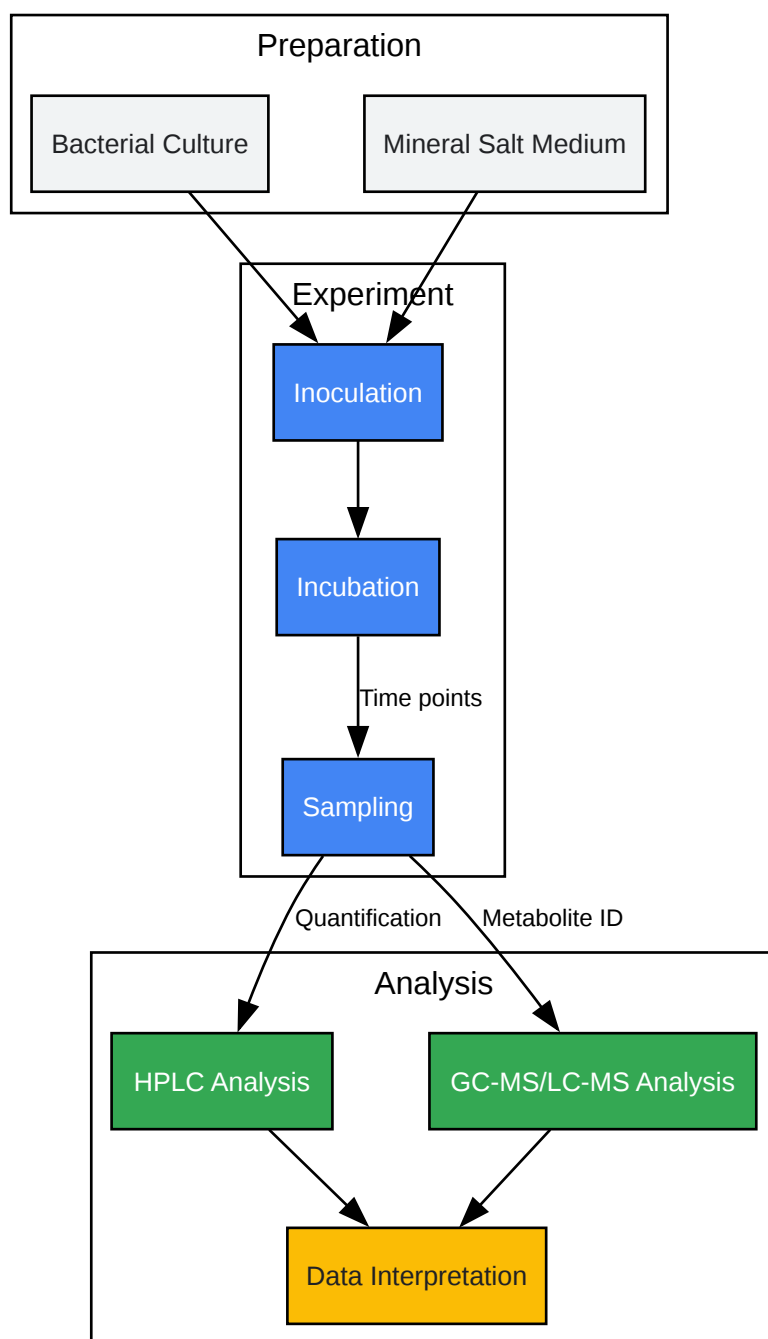 Preparation
Bacterial Culture
Mineral Salt Medium
Experiment
Inoculation
Incubation
Time points
Sampling
Quantification
Metabolite ID
Analysis
HPLC Analysis
GC-MS/LC-MS Analysis
Data Interpretation